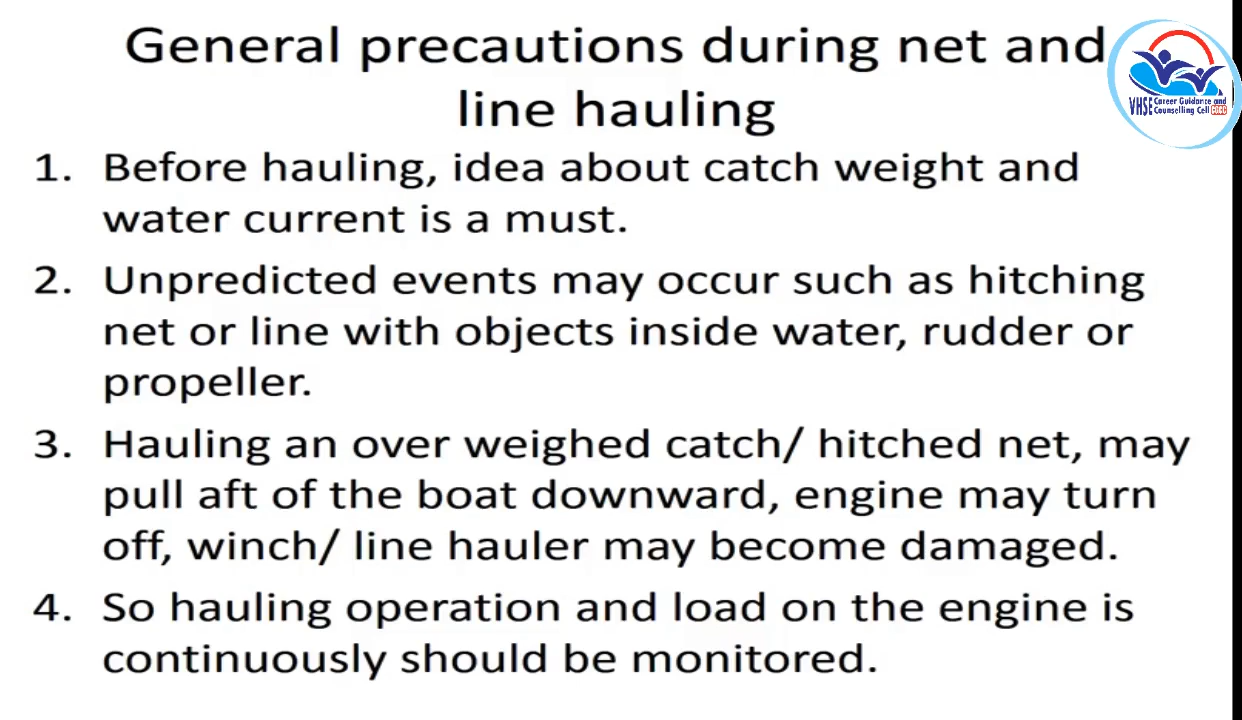 General precautions during net and
line hauling
VHSE Career Guidance and
Counselling Cell CGCC
1. Before hauling, idea about catch weight and
water current is a must.
2. Unpredicted events may occur such as hitching
net or line with objects inside water, rudder or
propeller.
3. Hauling an over weighed catch/ hitched net, may
pull aft of the boat downward, engine may turn
off, winch/ line hauler may become damaged.
4. So hauling operation and load on the engine is
continuously should be monitored.